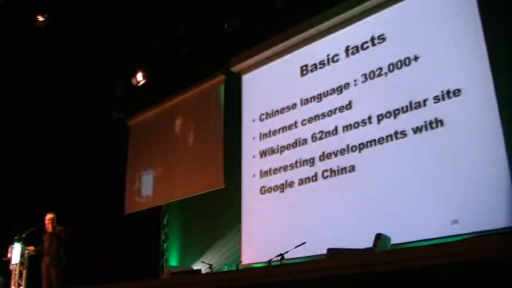 Basic facts
• Chinese language : 302,000+
• Internet censored
• Wikipedia 62nd most popular site
• Interesting developments with
Google and China